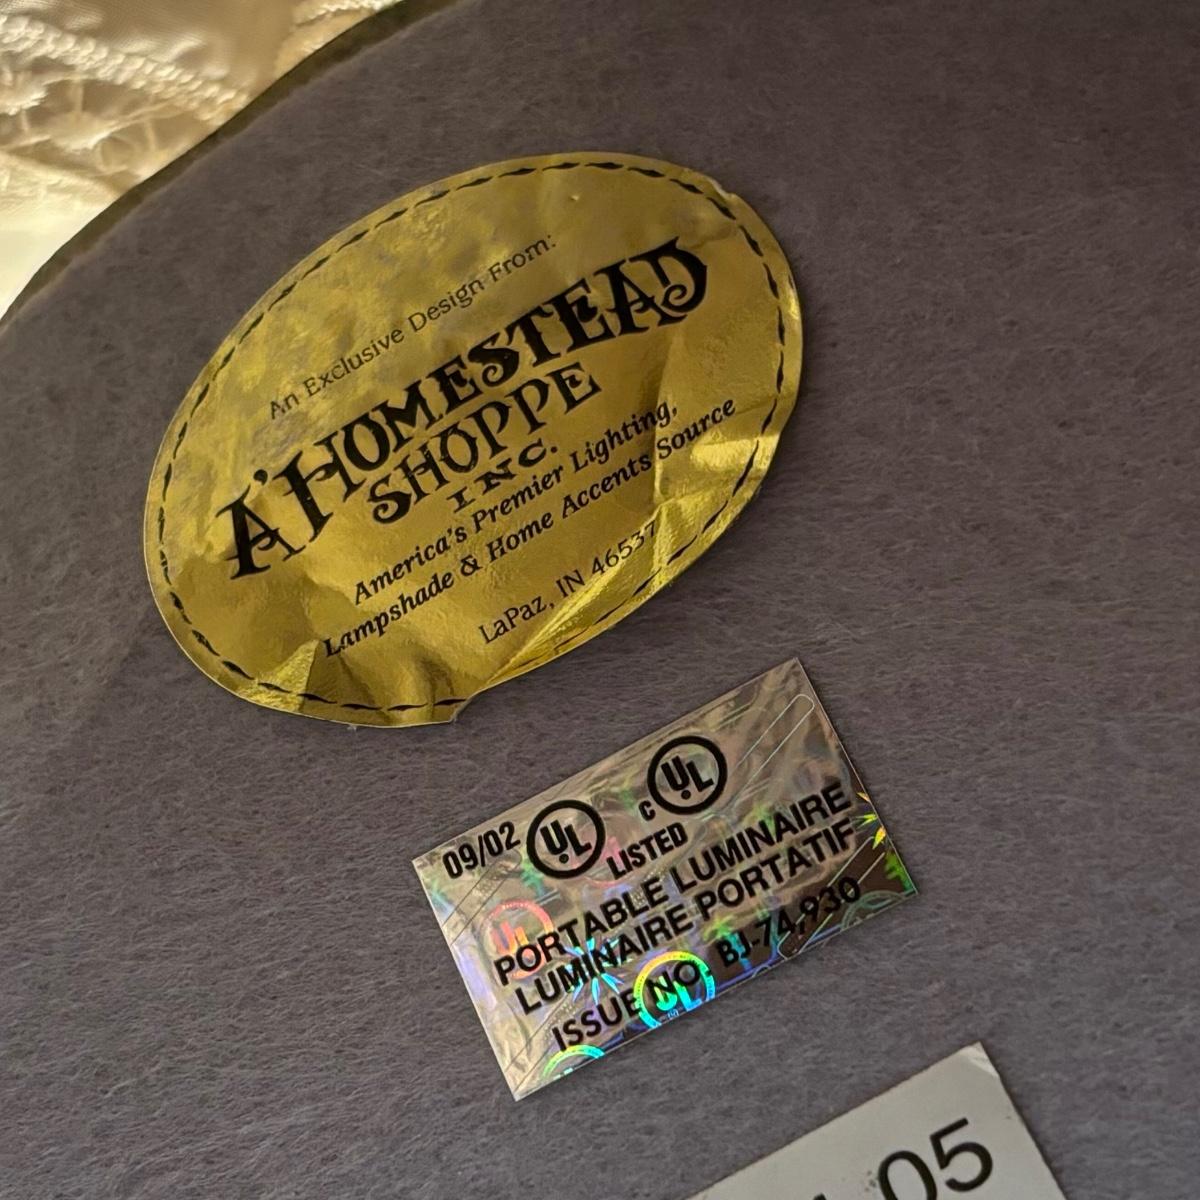 An Exclusive Design From:
A'HOMESTEAD
SHOPPE
INC.
America's Premier Lighting,
Lampshade & Home Accents Source
LaPaz, IN 46537
09/02 UL C UL
LISTED
PORTABLE LUMINAIRE
LUMINAIRE PORTATIF
ISSUE NO. BJ-74,930
05